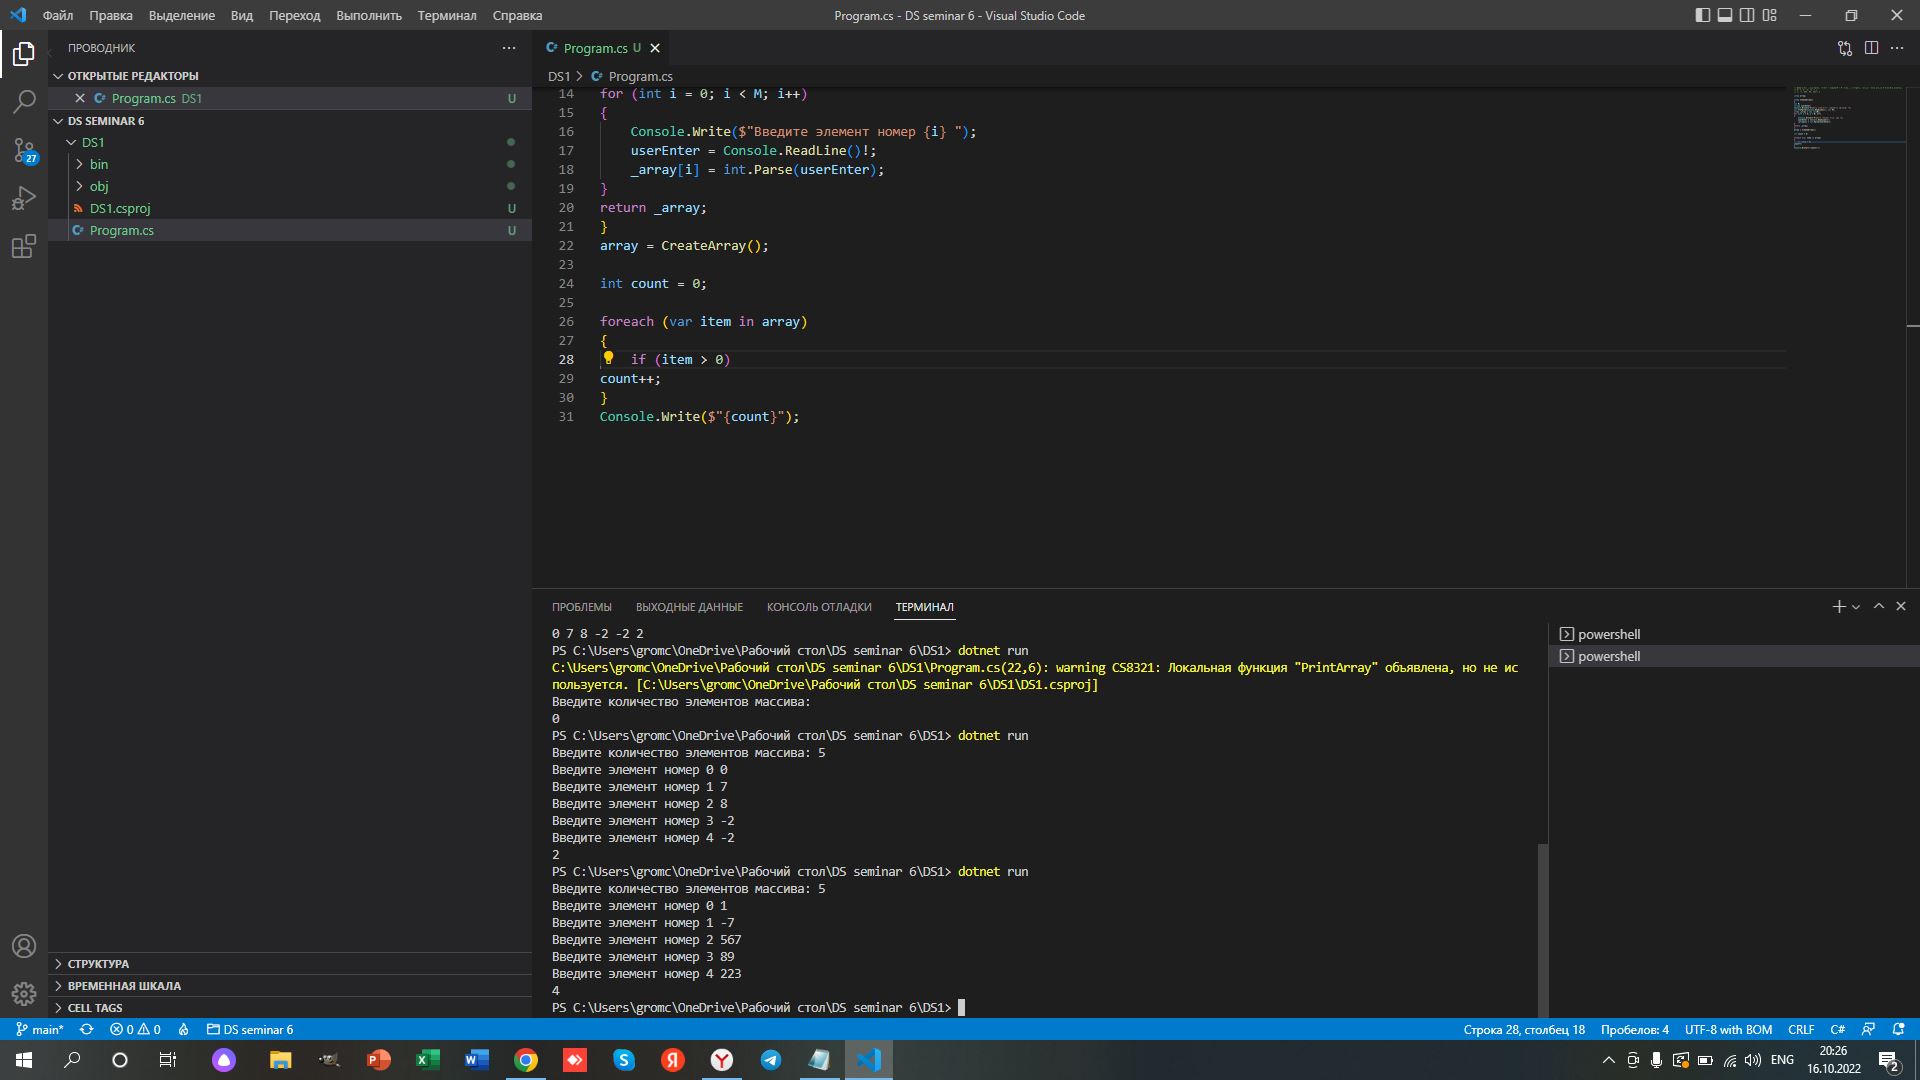 Файл Правка Выделение Вид Переход Выполнить Терминал Справка
Program.cs - DS seminar 6 - Visual Studio Code
ПРОВОДНИК
ОТКРЫТЫЕ РЕДАКТОРЫ
Program.cs DS1 U
DS SEMINAR 6
DS1
bin
obj
DS1.csproj U
Program.cs U
27
СТРУКТУРА
ВРЕМЕННАЯ ШКАЛА
CELL TAGS
Program.cs U
DS1 > Program.cs
14 for (int i = 0; i < M; i++)
15 {
16 Console.Write($"Введите элемент номер {i} ");
17 userEnter = Console.ReadLine()!;
18 _array[i] = int.Parse(userEnter);
19 }
20 return _array;
21 }
22 array = CreateArray();
23
24 int count = 0;
25
26 foreach (var item in array)
27 {
28 if (item > 0)
29 count++;
30 }
31 Console.Write($"{count}");
ПРОБЛЕМЫ ВЫХОДНЫЕ ДАННЫЕ КОНСОЛЬ ОТЛАДКИ ТЕРМИНАЛ
0 7 8 -2 -2 2
PS C:\Users\gromc\OneDrive\Рабочий стол\DS seminar 6\DS1> dotnet run
C:\Users\gromc\OneDrive\Рабочий стол\DS seminar 6\DS1\Program.cs(22,6): warning CS8321: Локальная функция "PrintArray" объявлена, но не ис
пользуется. [C:\Users\gromc\OneDrive\Рабочий стол\DS seminar 6\DS1\DS1.csproj]
Введите количество элементов массива:
0
PS C:\Users\gromc\OneDrive\Рабочий стол\DS seminar 6\DS1> dotnet run
Введите количество элементов массива: 5
Введите элемент номер 0 0
Введите элемент номер 1 7
Введите элемент номер 2 8
Введите элемент номер 3 -2
Введите элемент номер 4 -2
2
PS C:\Users\gromc\OneDrive\Рабочий стол\DS seminar 6\DS1> dotnet run
Введите количество элементов массива: 5
Введите элемент номер 0 1
Введите элемент номер 1 -7
Введите элемент номер 2 567
Введите элемент номер 3 89
Введите элемент номер 4 223
4
PS C:\Users\gromc\OneDrive\Рабочий стол\DS seminar 6\DS1>
powershell
powershell
main* 0 0 DS seminar 6
Строка 28, столбец 18 Пробелов: 4 UTF-8 with BOM CRLF C#
ENG
20:26
16.10.2022
2